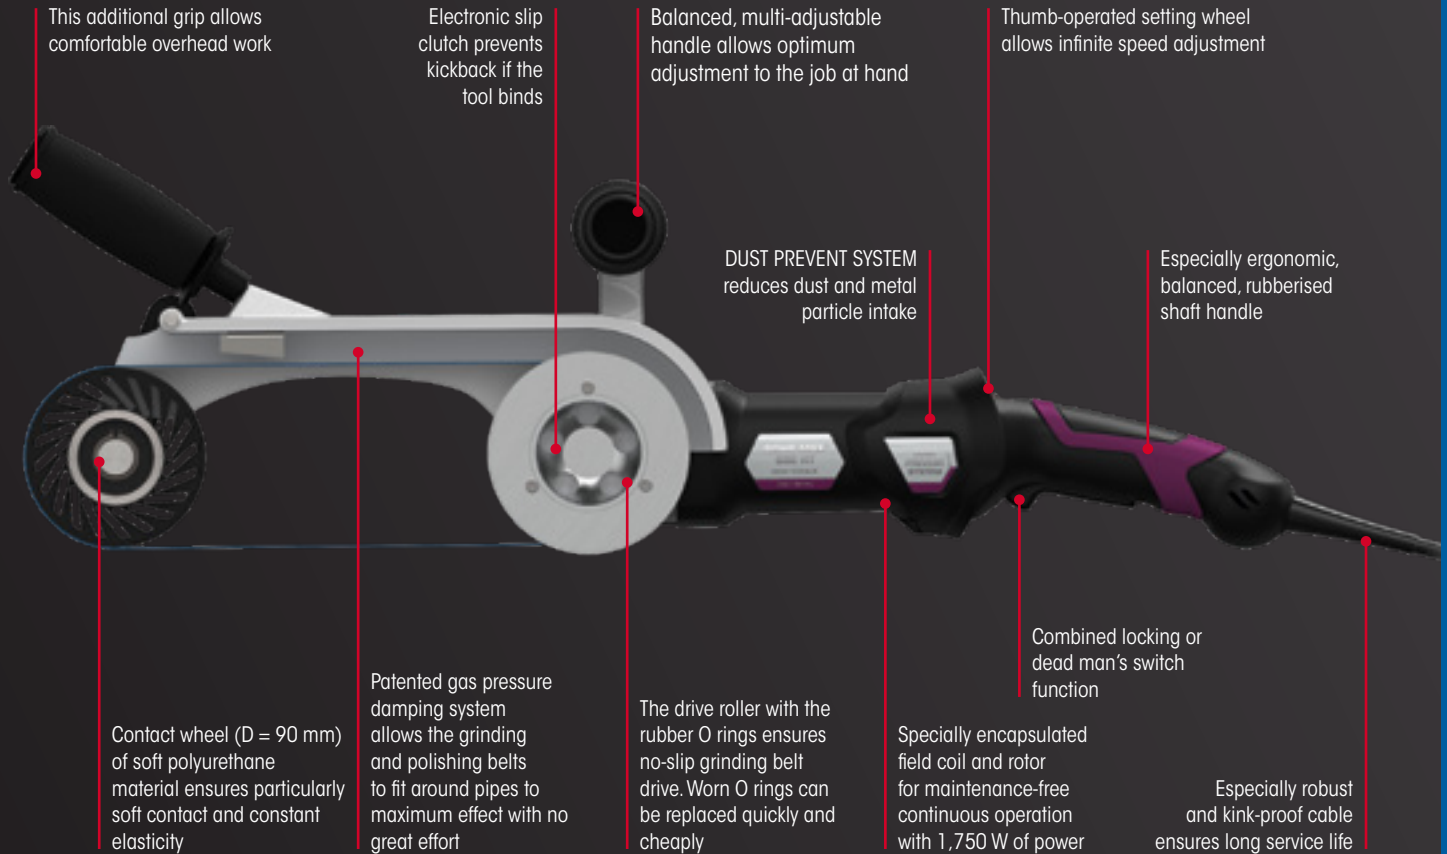 This additional grip allows
comfortable overhead work
Electronic slip
clutch prevents
kickback if the
tool binds
Balanced, multi-adjustable
handle allows optimum
adjustment to the job at hand
Thumb-operated setting wheel
allows infinite speed adjustment
DUST PREVENT SYSTEM
reduces dust and metal
particle intake
Especially ergonomic,
balanced, rubberised
shaft handle
Contact wheel (D = 90 mm)
of soft polyurethane
material ensures particularly
soft contact and constant
elasticity
Patented gas pressure
damping system
allows the grinding
and polishing belts
to fit around pipes to
maximum effect with no
great effort
The drive roller with the
rubber O rings ensures
no-slip grinding belt
drive. Worn O rings can
be replaced quickly and
cheaply
Specially encapsulated
field coil and rotor
for maintenance-free
continuous operation
with 1,750 W of power
Combined locking or
dead man's switch
function
Especially robust
and kink-proof cable
ensures long service life